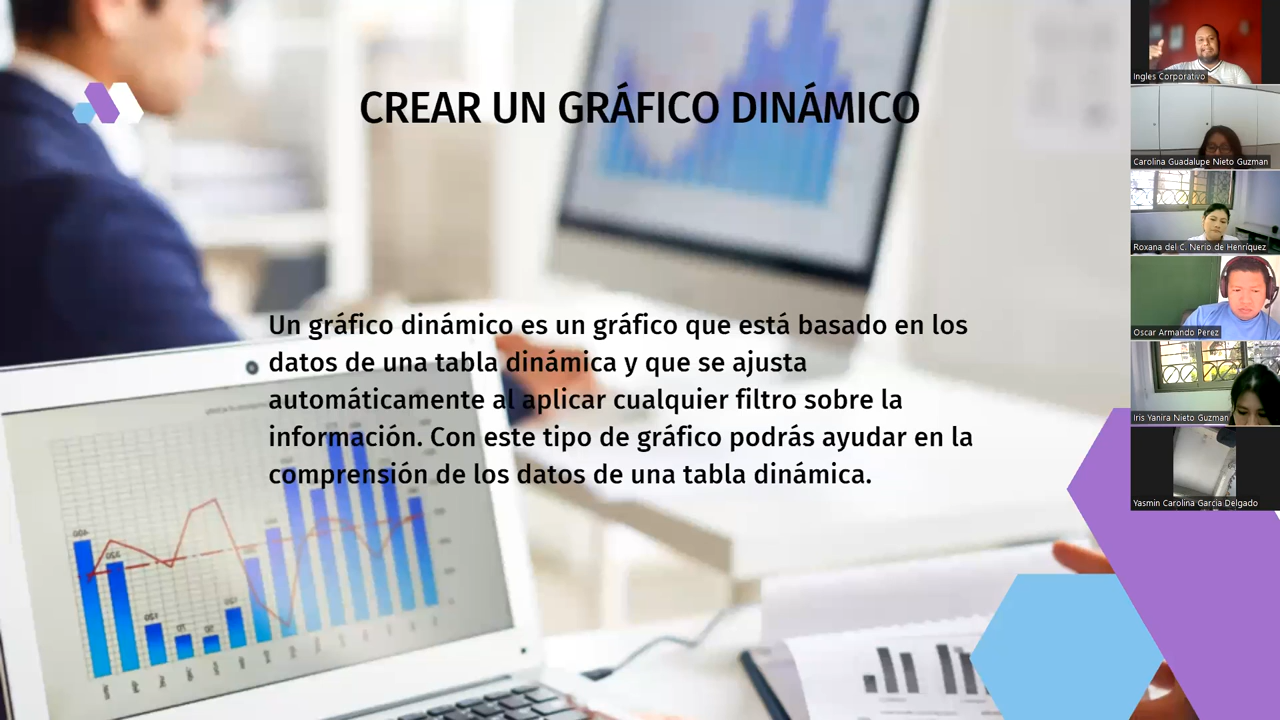 CREAR UN GRÁFICO DINÁMICO
Un gráfico dinámico es un gráfico que está basado en los
datos de una tabla dinámica y que se ajusta
automáticamente al aplicar cualquier filtro sobre la
información. Con este tipo de gráfico podrás ayudar en la
comprensión de los datos de una tabla dinámica.
Ingles Corporativo
Carolina Guadalupe Nieto Guzman
Roxana del C. Nerio de Henríquez
Oscar Armando Perez
Iris Yanira Nieto Guzman
Yasmin Carolina Garcia Delgado